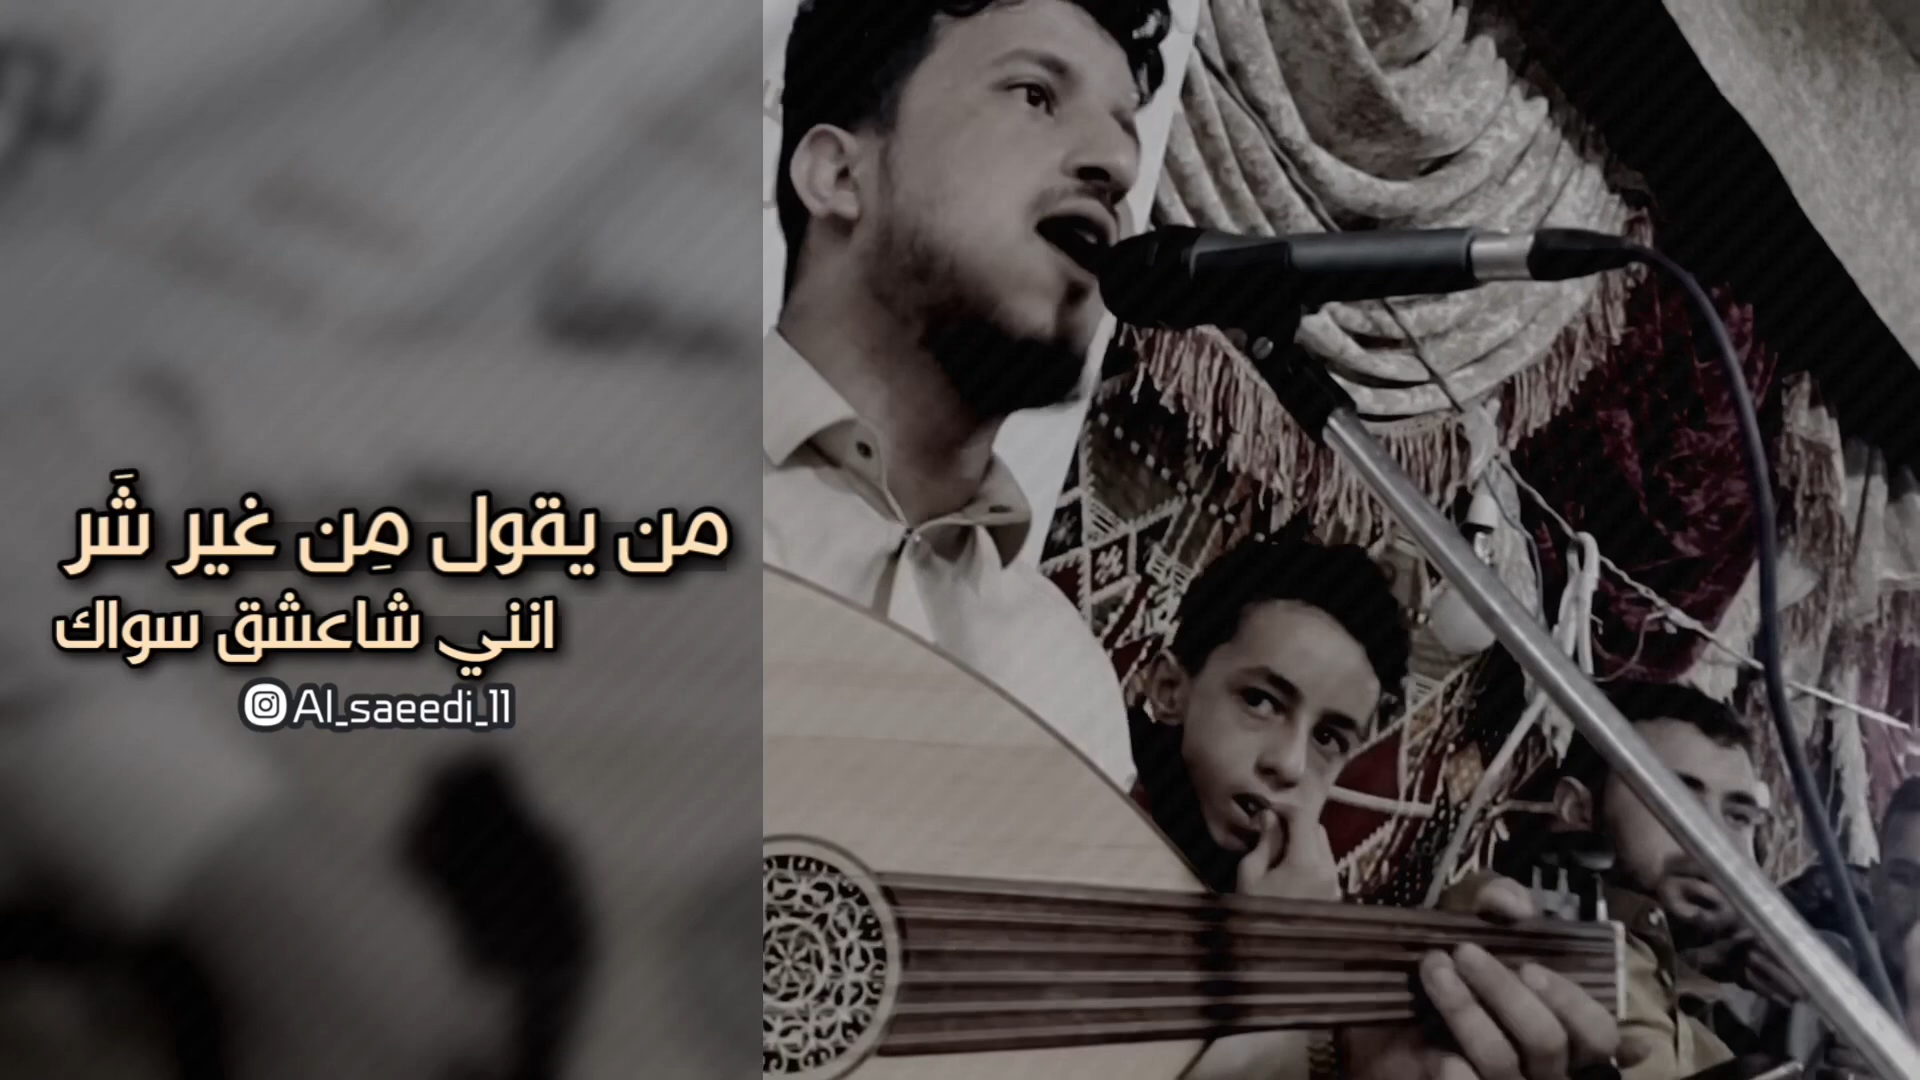 من يقول مِن غير شَر
انني شاعشق سواك
Al_saeedi_11